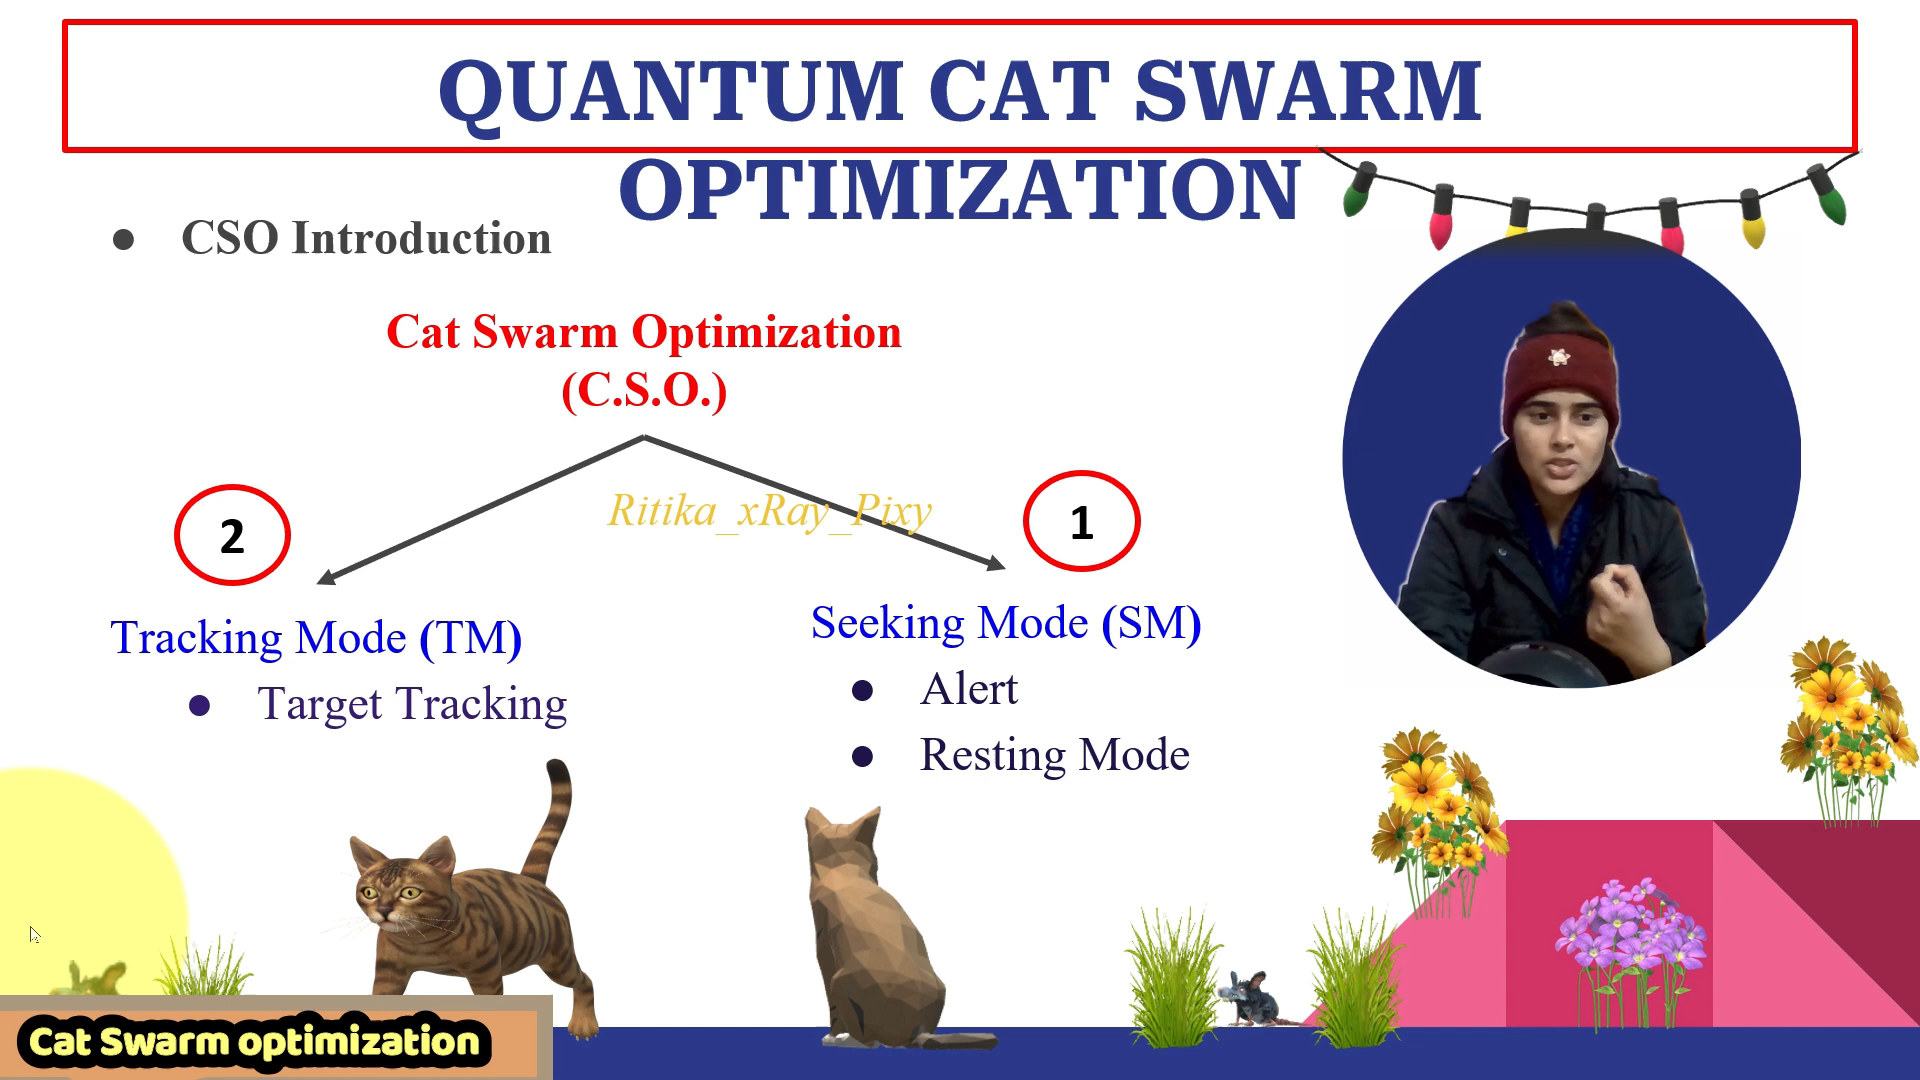 QUANTUM CAT SWARM
OPTIMIZATION
● CSO Introduction
Cat Swarm Optimization
(C.S.O.)
Ritika_xRay_Pixy
2
Tracking Mode (TM)
● Target Tracking
1
Seeking Mode (SM)
● Alert
● Resting Mode
Cat Swarm optimization